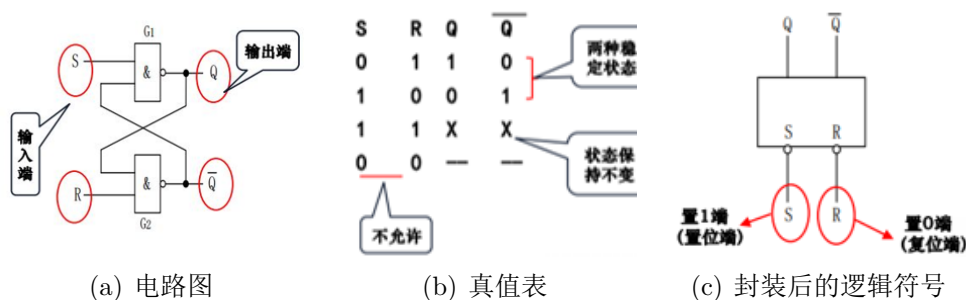 G1
S
&
Q
输出端
输入端
&
Q̅
R
G2
S R Q Q̅
0 1 1 0
1 0 0 1
1 1 X X
0 0 — —
两种稳
定状态
状态保
持不变
不允许
Q Q̅
S R
S R
置1端
(置位端)
置0端
(复位端)
(a) 电路图
(b) 真值表
(c) 封装后的逻辑符号